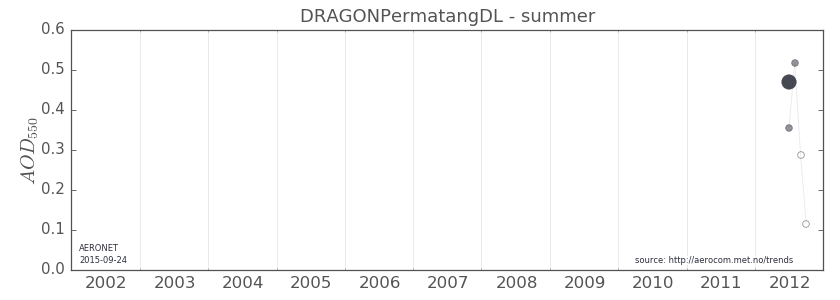 DRAGONPermatangDL - summer
0.6
0.5
0.4
0.3
0.2
0.1
0.0
AOD550
AERONET
2015-09-24
source: http://aerocom.met.no/trends
2002 2003 2004 2005 2006 2007 2008 2009 2010 2011 2012